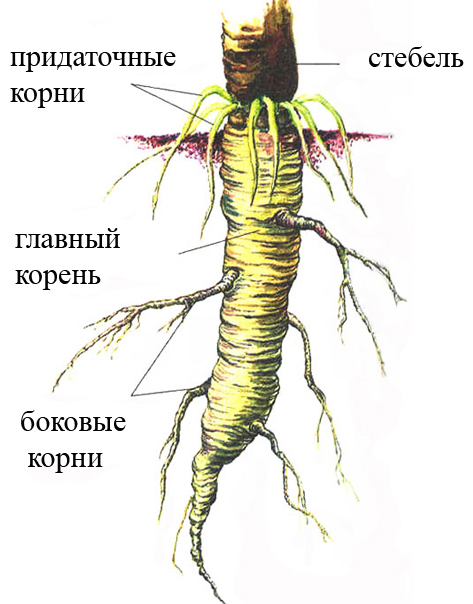 придаточные
корни
стебель
главный
корень
боковые
корни